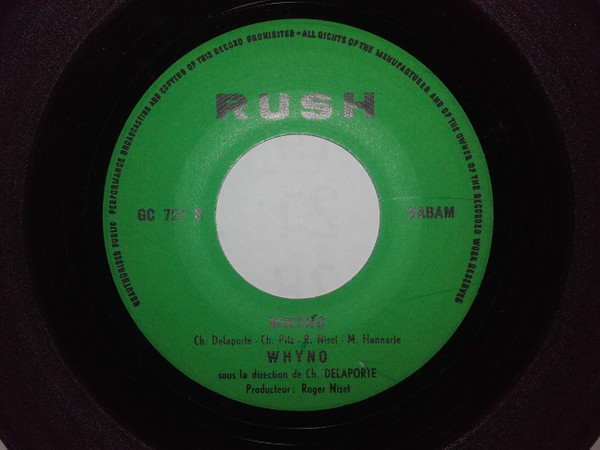 UNAUTHORISED PUBLIC PERFORMANCE BROADCASTING AND COPYING OF THIS RECORD PROHIBITED - ALL RIGHTS OF THE MANUFACTURER AND OF THE OWNER OF THE RECORDED WORK RESERVED
RUSH
GC
SABAM
WHYNO
Ch. Delaporte - Ch. Pilz - R. Niset - M. Hannarte
WHYNO
sous la direction de Ch. DELAPORTE
Producteur: Roger Niset